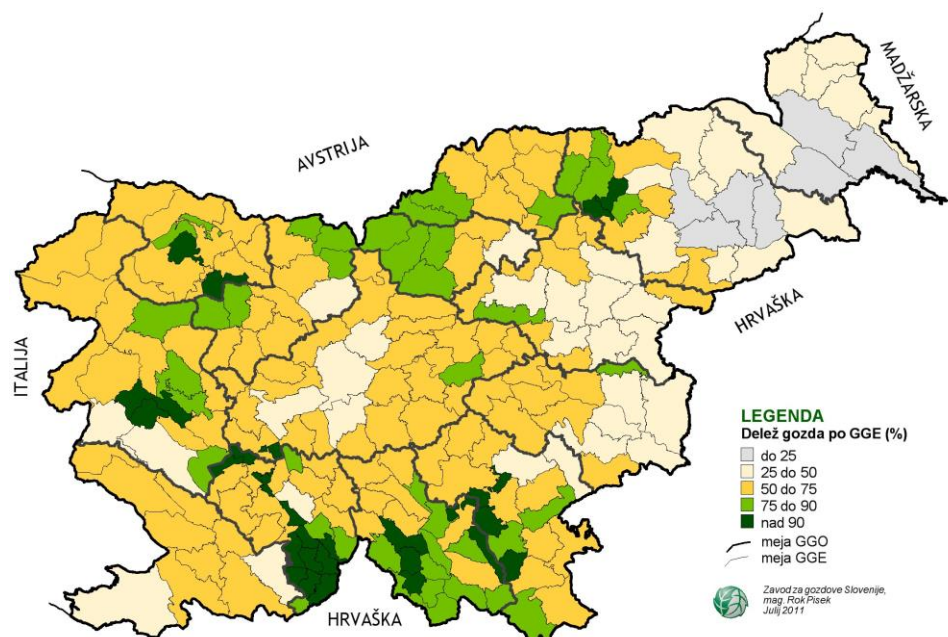 MADŽARSKA
AVSTRIJA
HRVAŠKA
ITALIJA
LEGENDA
Delež gozda po GGE (%)
do 25
25 do 50
50 do 75
75 do 90
nad 90
meja GGO
meja GGE
Zavod za gozdove Slovenije,
mag. Rok Pisek
Julij 2011
HRVAŠKA